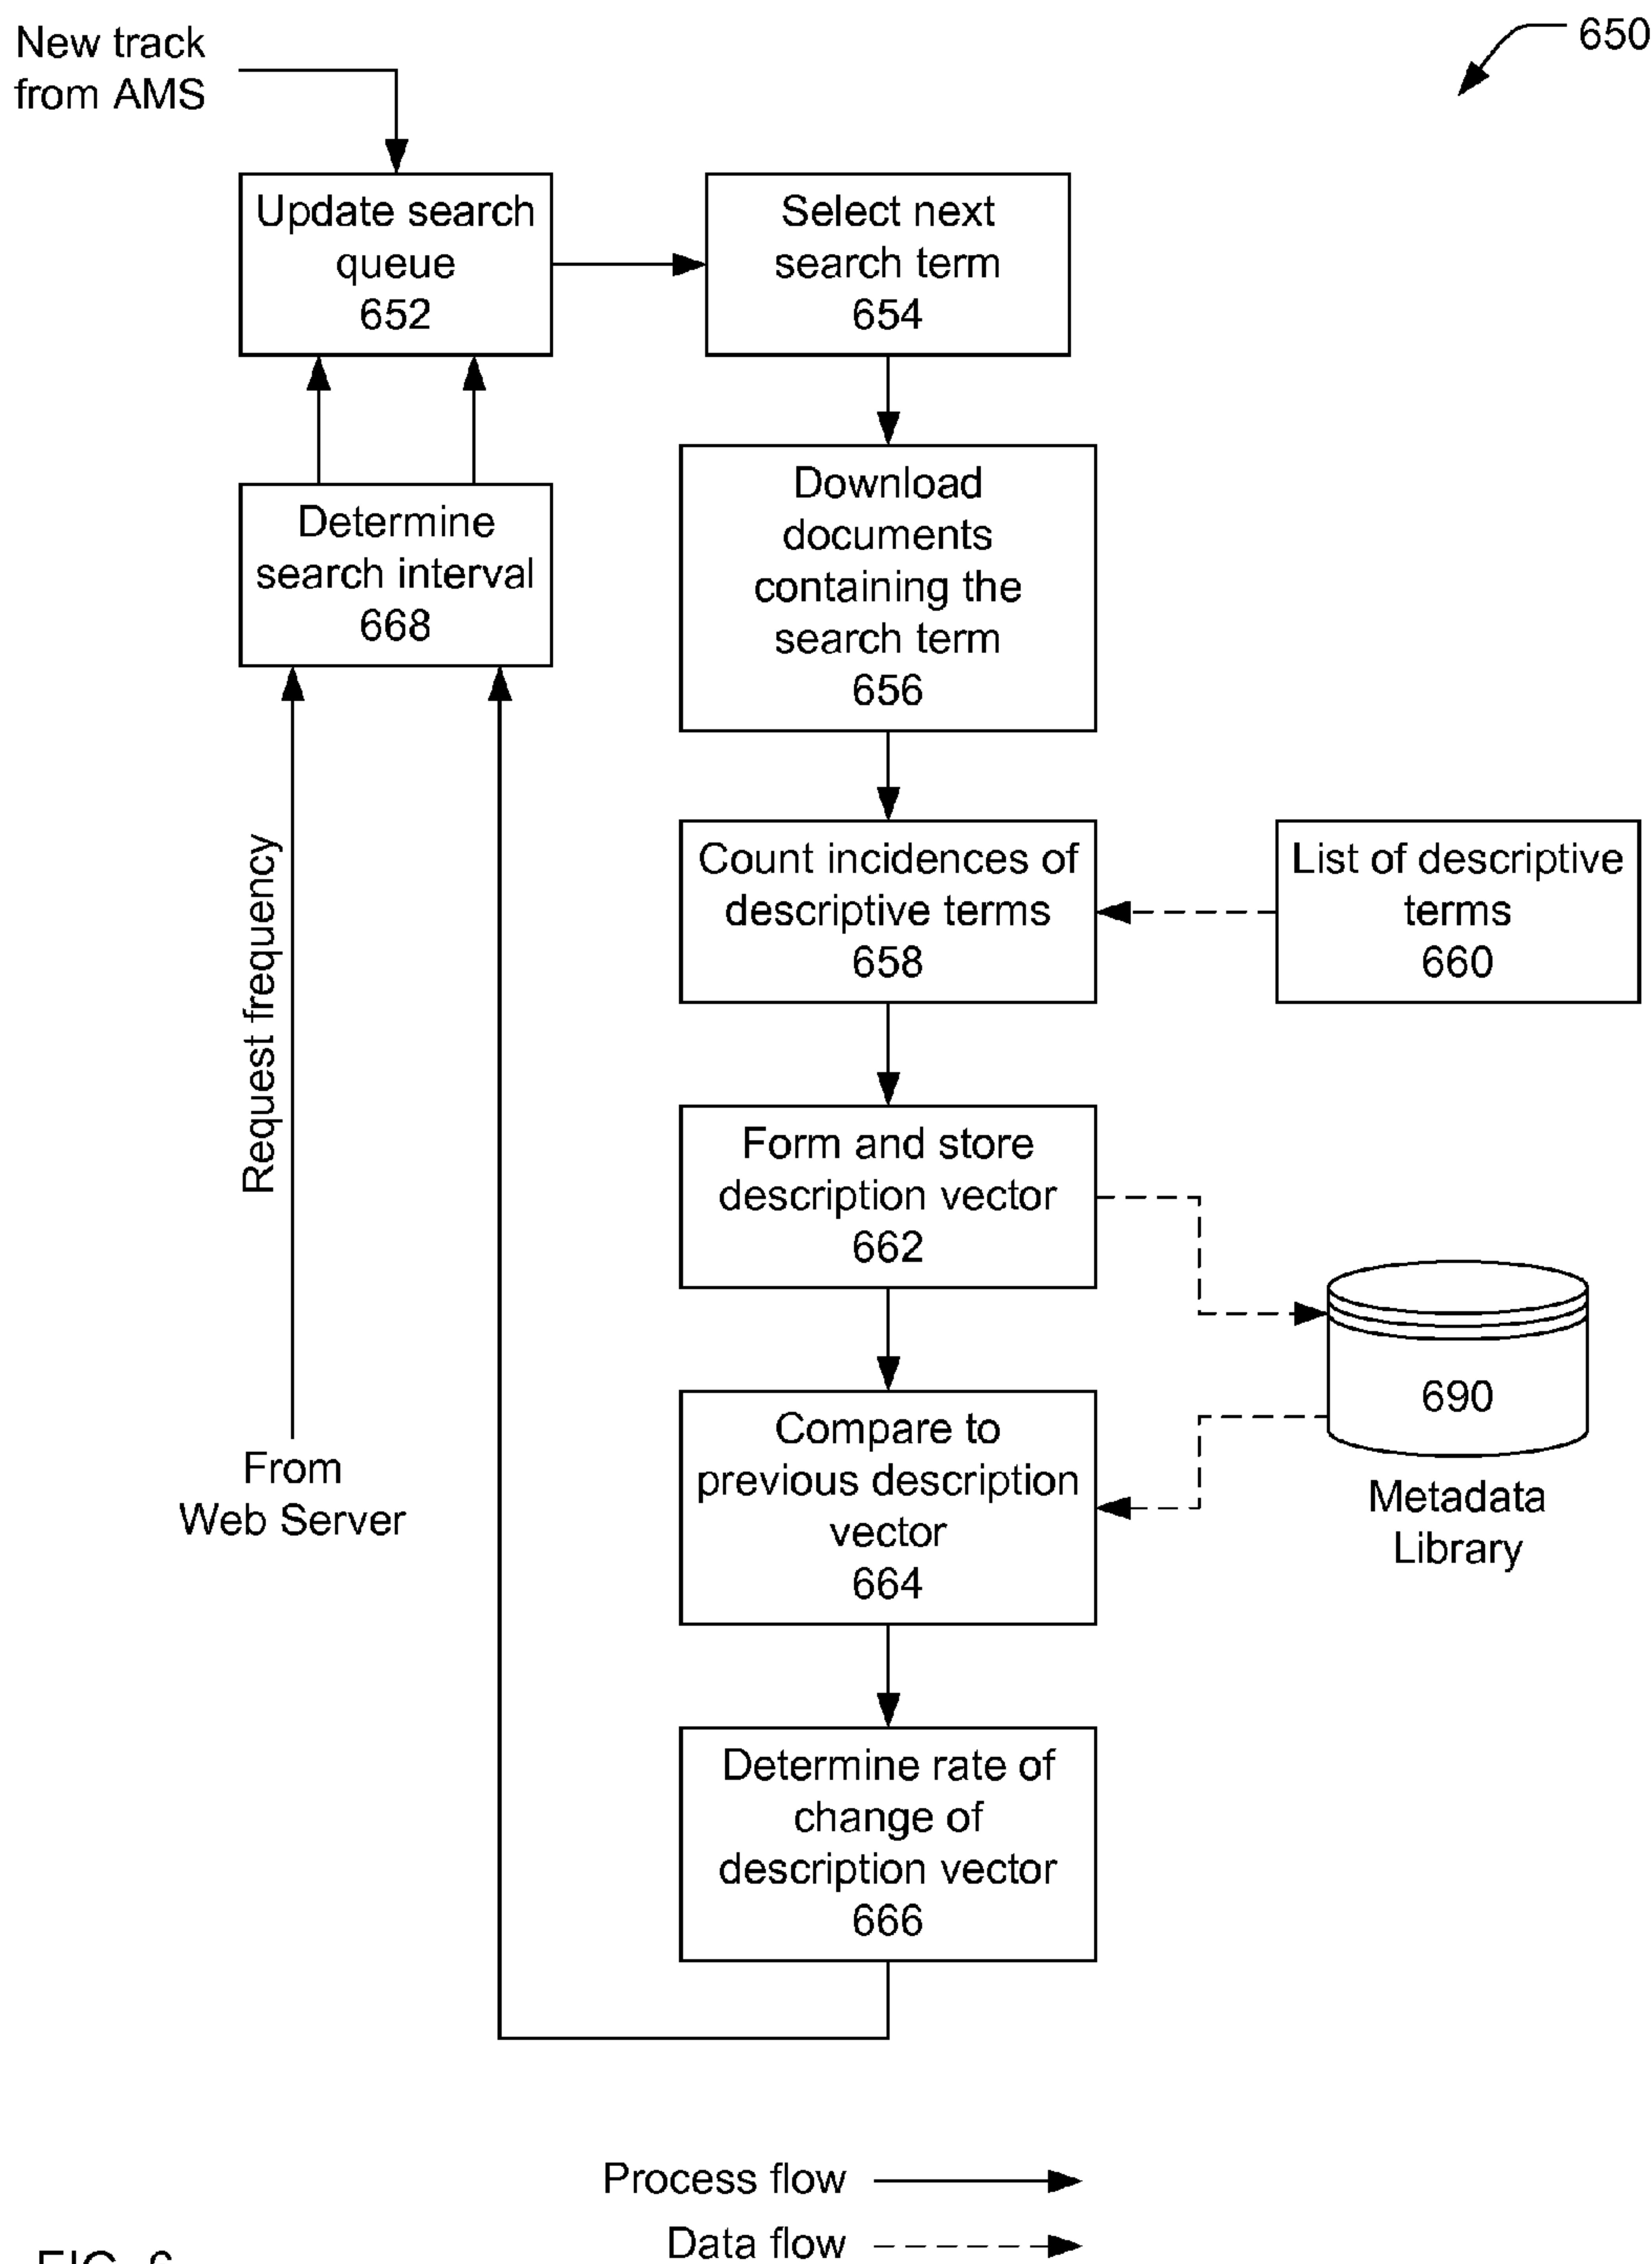 New track
from AMS
650
Update search
queue
652
Select next
search term
654
Determine
search interval
668
Download
documents
containing the
search term
656
Count incidences of
descriptive terms
658
List of descriptive
terms
660
Request frequency
Form and store
description vector
662
690
Metadata
Library
From
Web Server
Compare to
previous description
vector
664
Determine rate of
change of
description vector
666
Process flow
Data flow